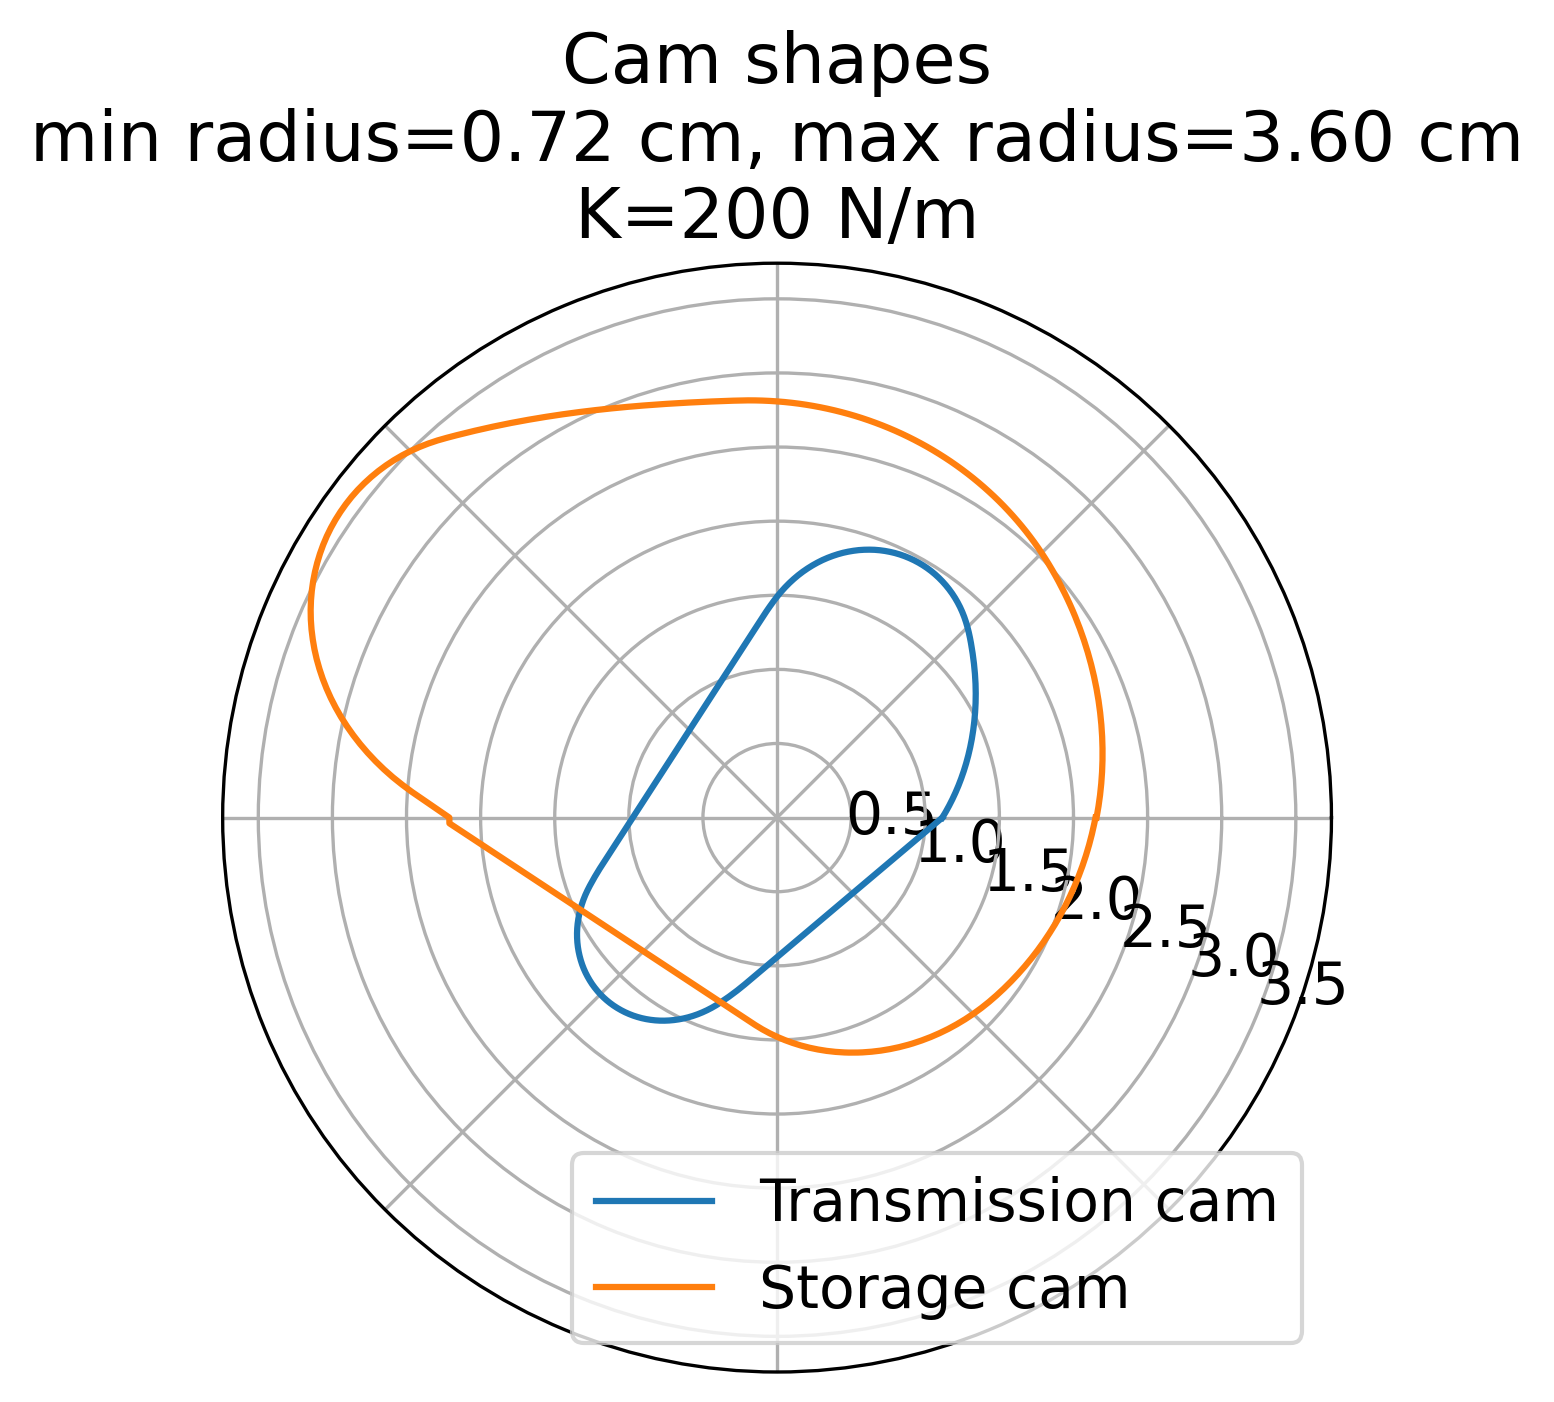 Cam shapes
min radius=0.72 cm, max radius=3.60 cm
K=200 N/m
0.5
1.0
1.5
2.0
2.5
3.0
3.5
Transmission cam
Storage cam